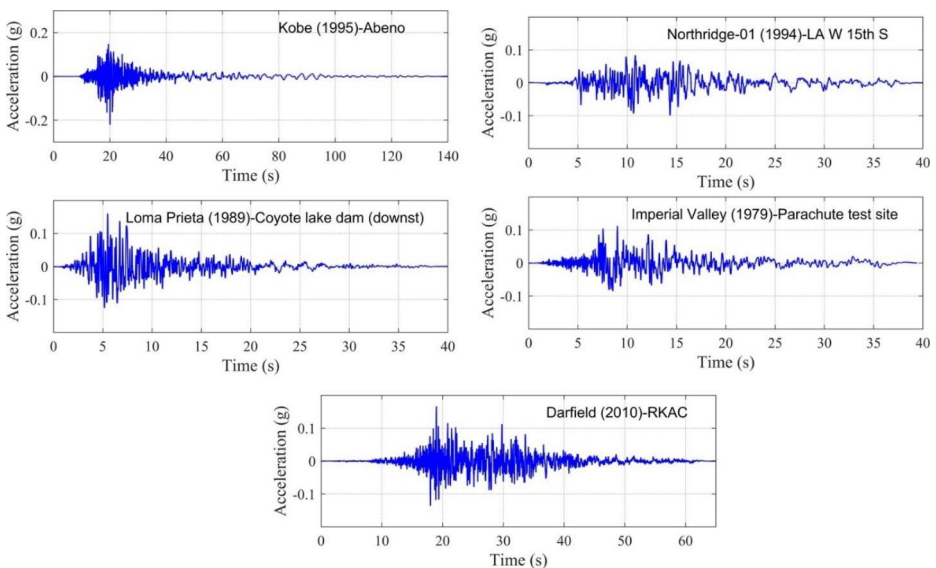 Kobe (1995)-Abeno
Acceleration (g)
0.2
0
-0.2
0 20 40 60 80 100 120 140
Time (s)
Northridge-01 (1994)-LA W 15th S
Acceleration (g)
0.1
0
-0.1
0 5 10 15 20 25 30 35 40
Time (s)
Loma Prieta (1989)-Coyote lake dam (downst)
Acceleration (g)
0.1
0
-0.1
0 5 10 15 20 25 30 35 40
Time (s)
Imperial Valley (1979)-Parachute test site
Acceleration (g)
0.1
0
-0.1
0 5 10 15 20 25 30 35 40
Time (s)
Darfield (2010)-RKAC
Acceleration (g)
0.1
0
-0.1
0 10 20 30 40 50 60
Time (s)